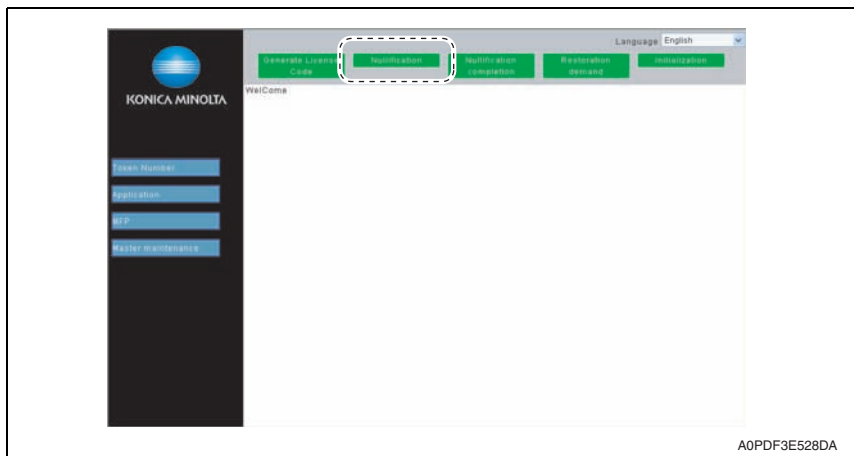 Language English
Generate License
Code
Nullification
Nullification
completion
Restoration
demand
Initialization
KONICA MINOLTA
WelCome
Token Number
Application
MFP
Master maintenance
A0PDF3E528DA